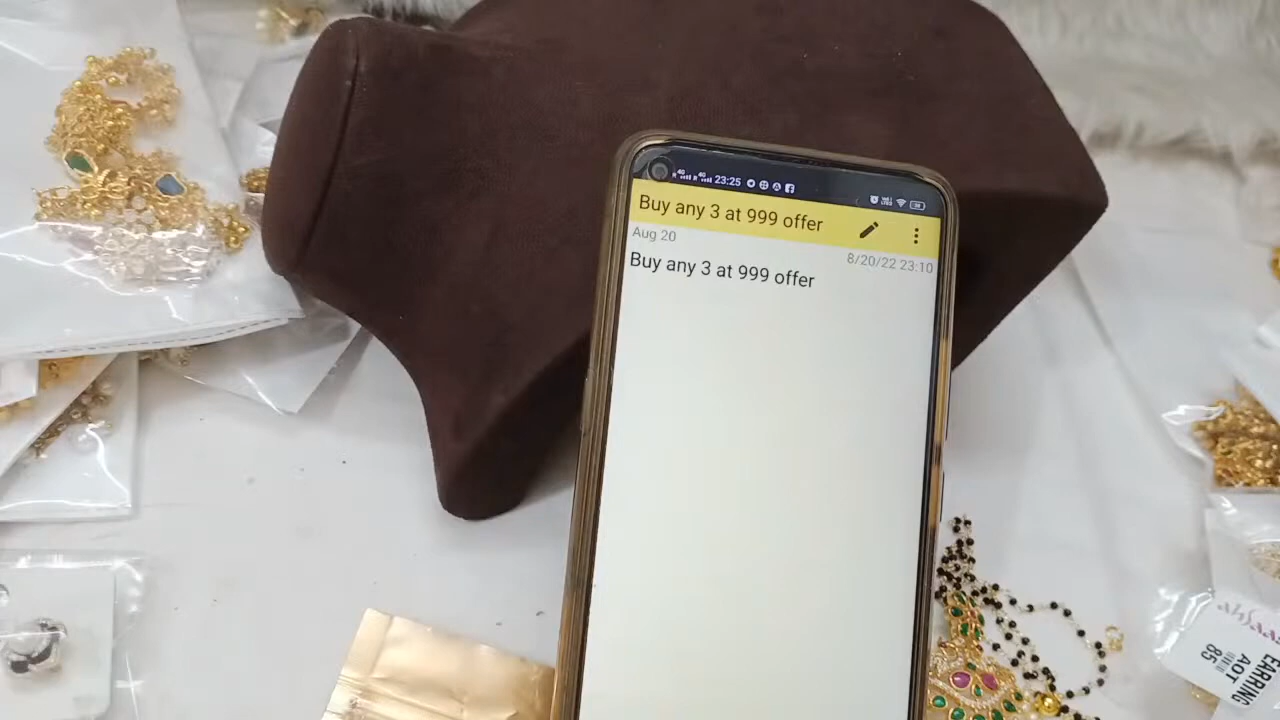 23:25
Buy any 3 at 999 offer
Aug 20
8/20/22 23:10
Buy any 3 at 999 offer
EARRING
AOT
85